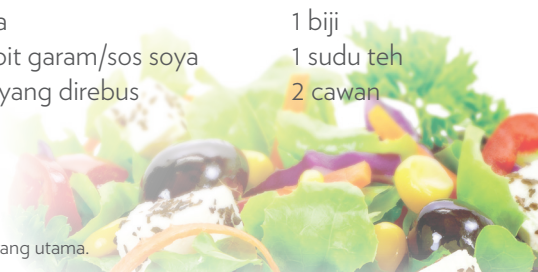 a 1 biji
bit garam/sos soya 1 sudu teh
yang direbus 2 cawan
ang utama.